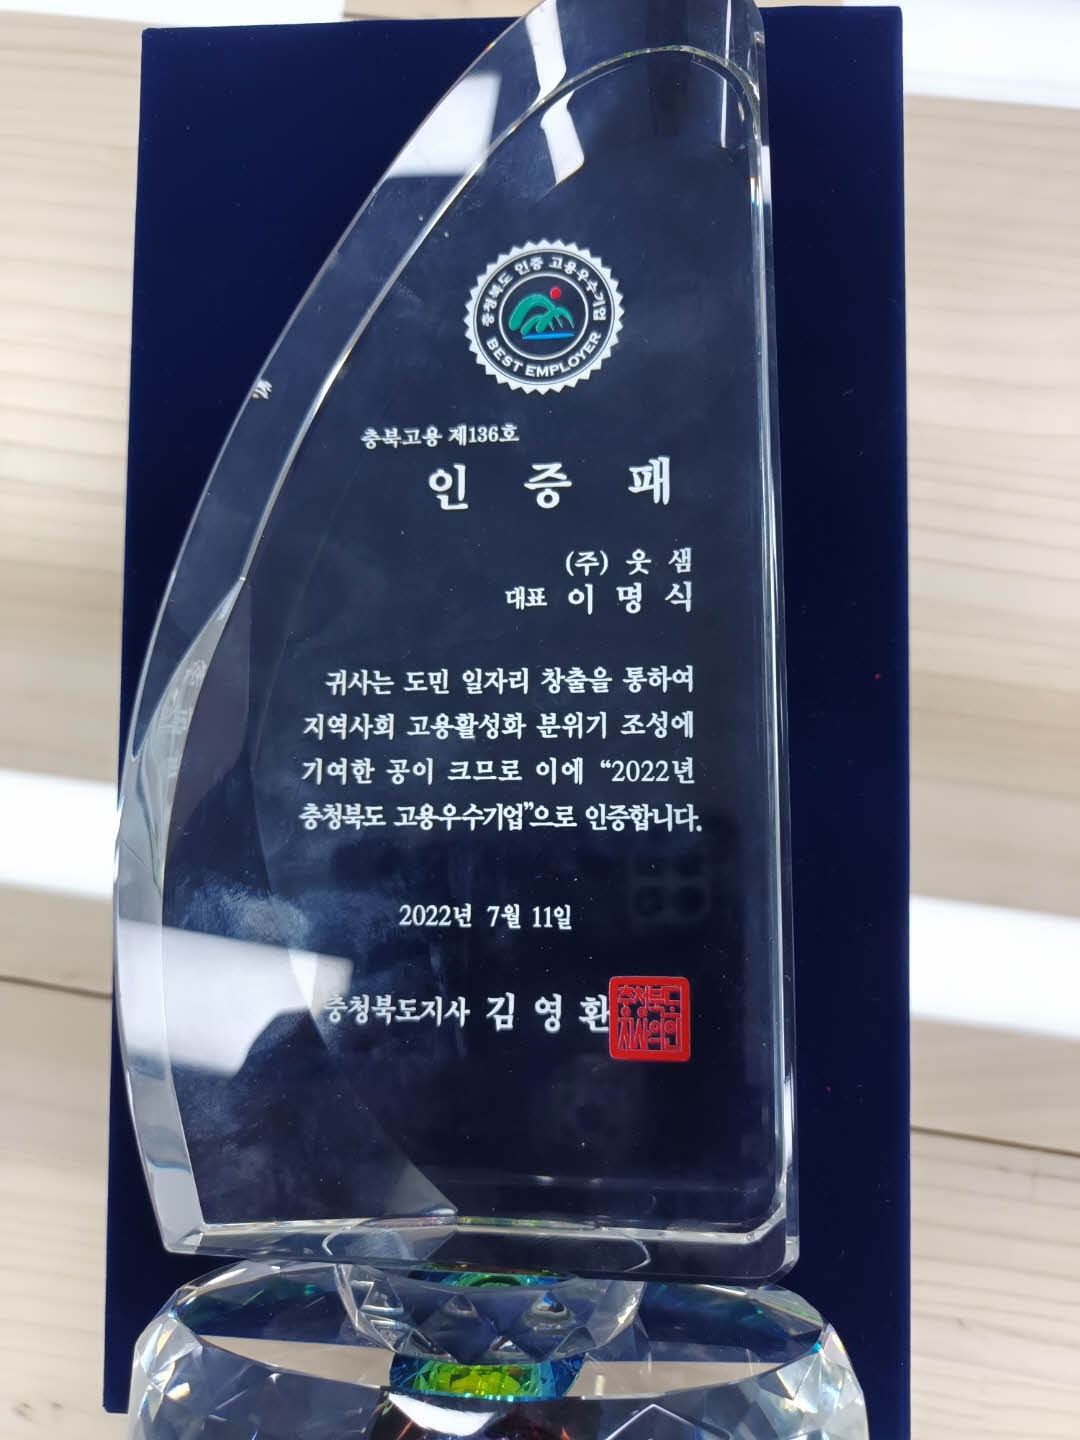 충청북도 인증 고용우수기업
BEST EMPLOYER
충북고용 제136호
인 증 패
(주) 웃 샘
대표 이 명 식
귀사는 도민 일자리 창출을 통하여
지역사회 고용활성화 분위기 조성에
기여한 공이 크므로 이에 “2022년
충청북도 고용우수기업”으로 인증합니다.
2022년 7월 11일
충청북도지사 김 영 환
충청북도
지사의인